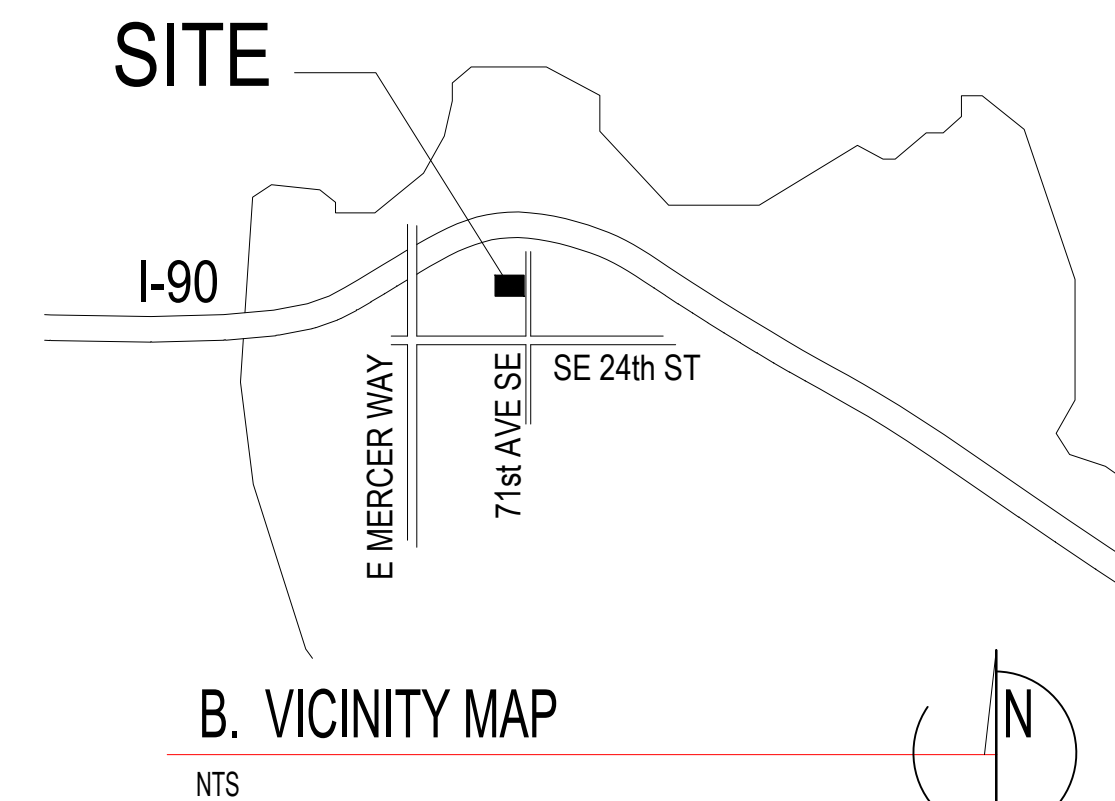 SITE
I-90
E MERCER WAY
71st AVE SE
SE 24th ST
B. VICINITY MAP
N
NTS